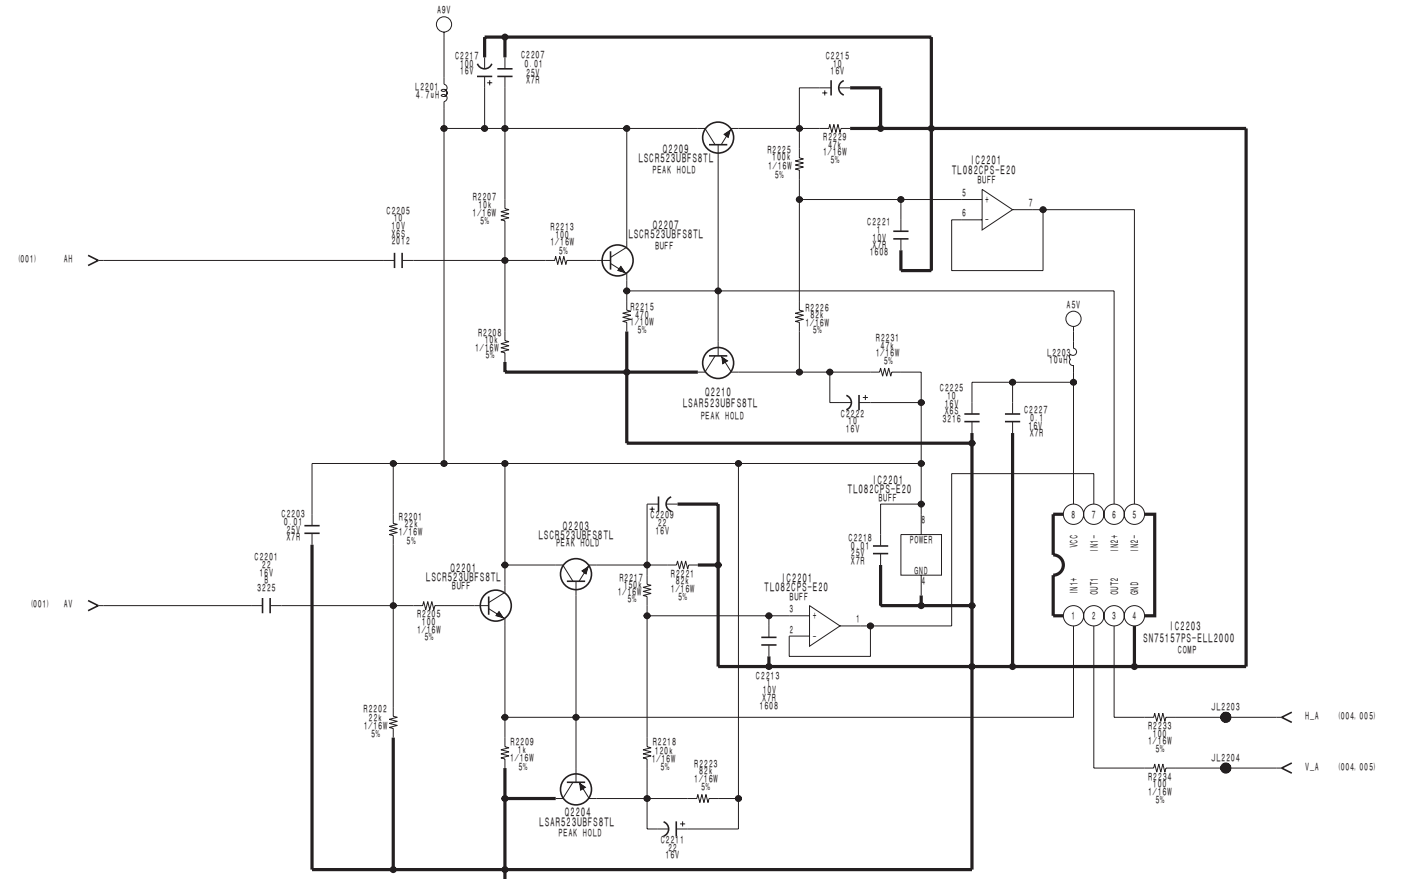 A9V
C2217
100
16V
C2207
0.01
25V
X7R
C2215
10
16V
L2201
4.7uH
Q2209
LSCR523UBFS8TL
PEAK HOLD
R2229
47k
1/16W
5%
R2225
100k
1/16W
5%
IC2201
TL082CPS-E20
BUFF
5
6
7
R2207
10k
1/16W
5%
C2205
10
10V
X6S
2012
R2213
100
1/16W
5%
Q2207
LSCR523UBFS8TL
BUFF
C2221
1
10V
X7R
1608
(001) AH
R2215
470
1/10W
5%
R2226
82k
1/16W
5%
A5V
R2208
10k
1/16W
5%
R2231
47k
1/16W
5%
L2203
10uH
Q2210
LSAR523UBFS8TL
PEAK HOLD
C2222
10
16V
C2225
10
16V
X6S
3216
C2227
0.1
16V
X7R
IC2201
TL082CPS-E20
BUFF
C2203
0.01
25V
X7R
R2201
22k
1/16W
5%
C2209
22
16V
Q2203
LSCR523UBFS8TL
PEAK HOLD
8
POWER
GND
4
C2218
0.01
25V
X7R
8 7 6 5
VCC IN1- IN2+ IN2-
IN1+ OUT1 OUT2 GND
1 2 3 4
C2201
22
16V
B
3225
Q2201
LSCR523UBFS8TL
BUFF
R2217
150k
1/16W
5%
R2221
82k
1/16W
5%
IC2201
TL082CPS-E20
BUFF
3
2
1
(001) AV
R2205
100
1/16W
5%
IC2203
SN75157PS-ELL2000
COMP
C2213
1
10V
X7R
1608
R2202
22k
1/16W
5%
JL2203
H_A (004,005)
R2233
100
1/16W
5%
R2209
1k
1/16W
5%
R2218
120k
1/16W
5%
R2223
82k
1/16W
5%
JL2204
V_A (004,005)
R2234
100
1/16W
5%
Q2204
LSAR523UBFS8TL
PEAK HOLD
C2211
22
16V